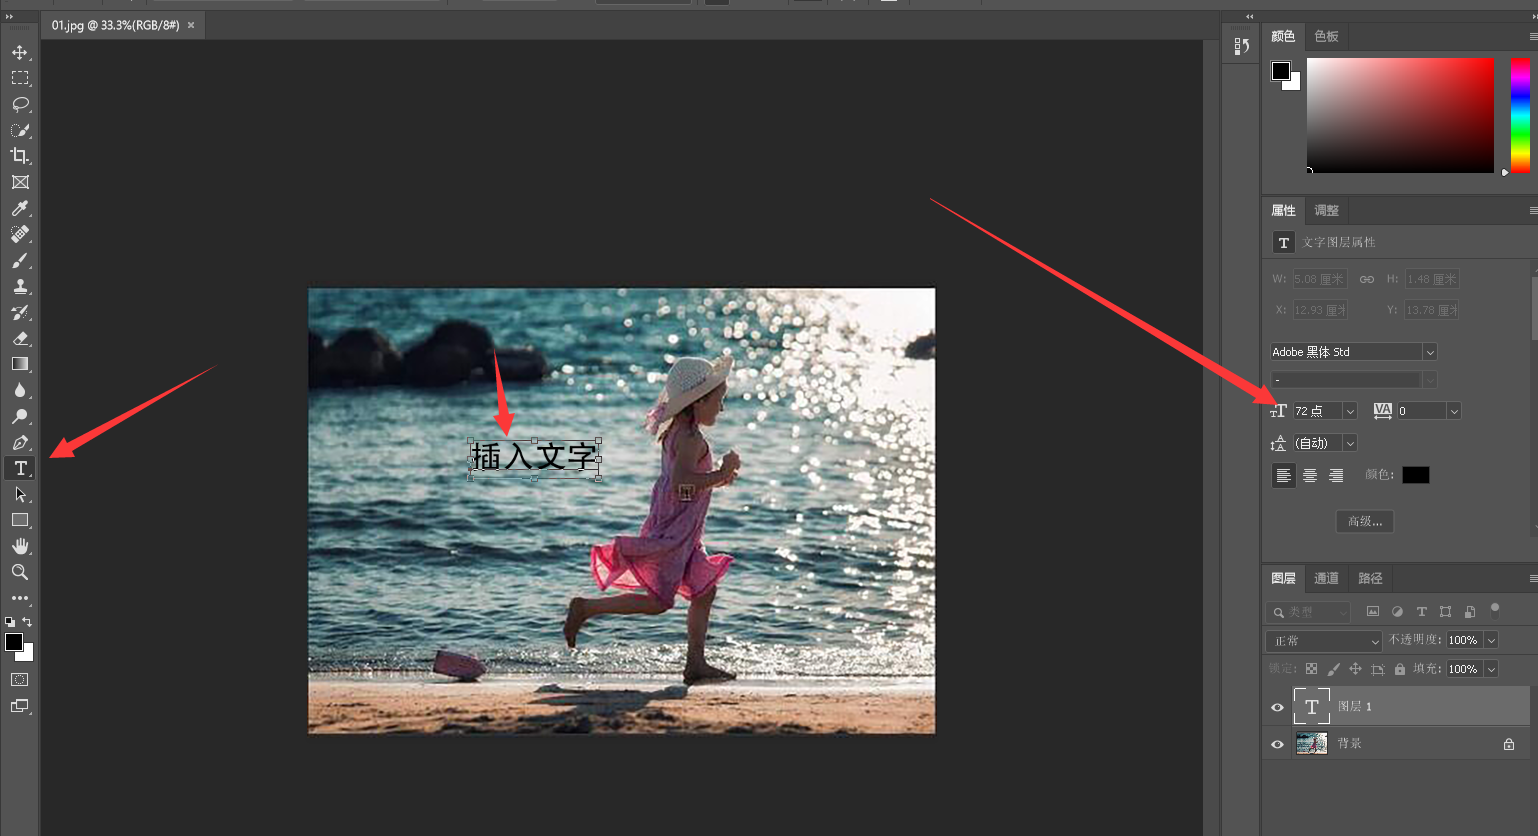 01.jpg @ 33.3%(RGB/8#) ×
颜色 色板
属性 调整
T 文字图层属性
W: 5.08 厘米 H: 1.48 厘米
X: 12.93 厘米 Y: 13.78 厘米
Adobe 黑体 Std
-
72 点 VA 0
(自动)
颜色:
高级...
插入文字
图层 通道 路径
类型
正常 不透明度: 100%
锁定: 填充: 100%
T 图层 1
背景